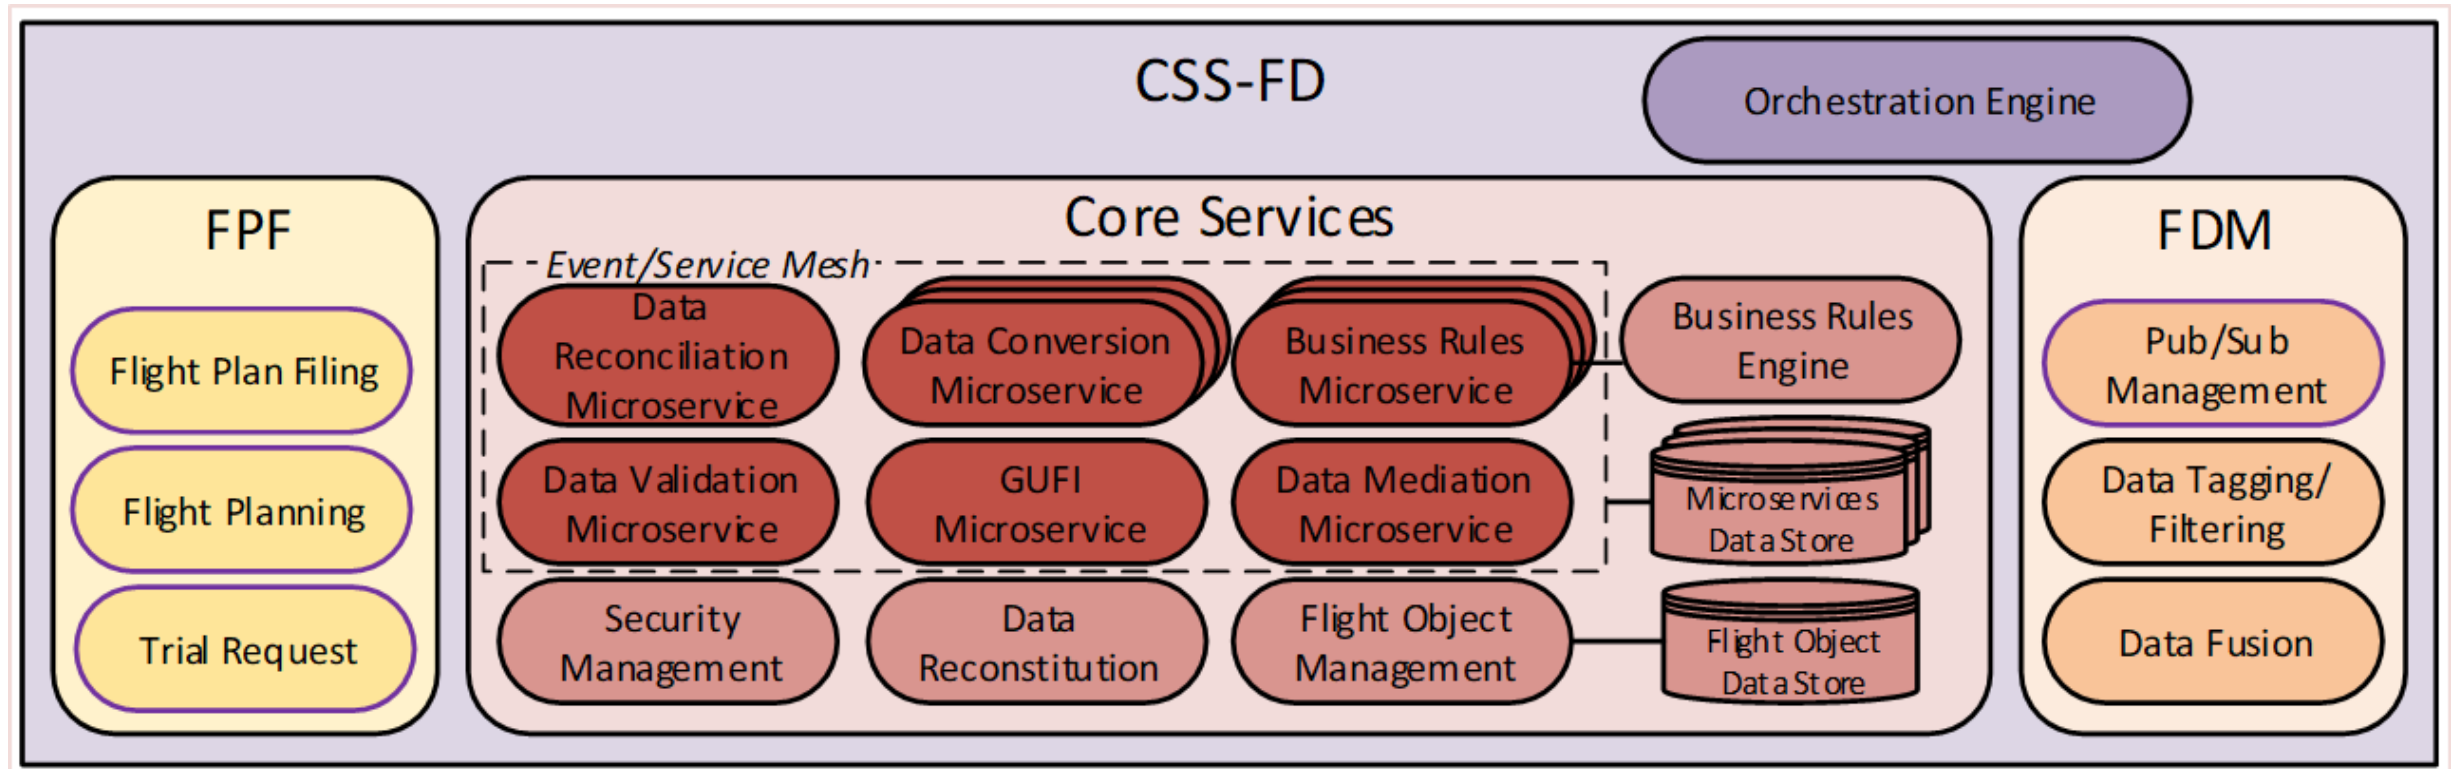 CSS-FD
Orchestration Engine
FPF
Flight Plan Filing
Flight Planning
Trial Request
Core Services
Event/Service Mesh
Data
Reconciliation
Microservice
Data Conversion
Microservice
Business Rules
Microservice
Business Rules
Engine
Data Validation
Microservice
GUFI
Microservice
Data Mediation
Microservice
Microservices
Data Store
Security
Management
Data
Reconstitution
Flight Object
Management
Flight Object
Data Store
FDM
Pub/Sub
Management
Data Tagging/
Filtering
Data Fusion